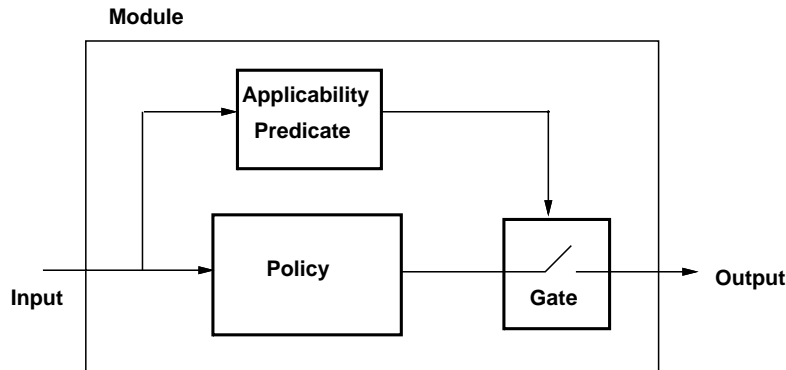 Module
Applicability
Predicate
Policy
Input
Gate
Output